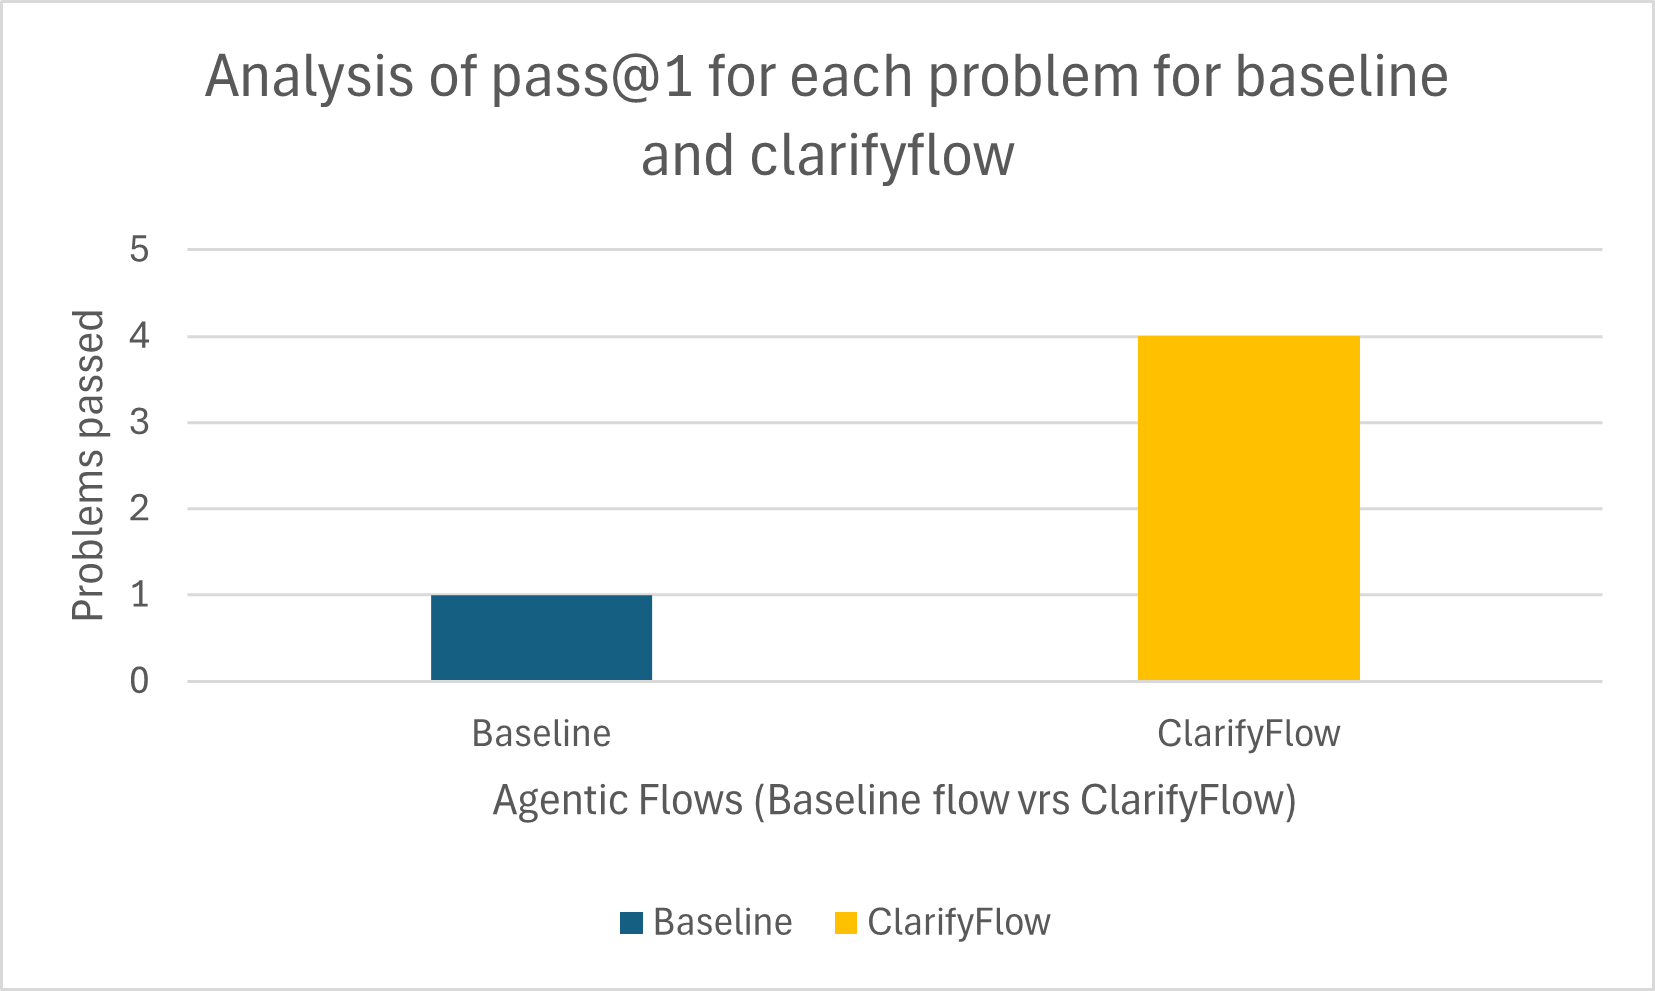 Analysis of pass@1 for each problem for baseline
and clarifyflow
5
4
3
2
1
0
Problems passed
Baseline
ClarifyFlow
Agentic Flows (Baseline flow vrs ClarifyFlow)
Baseline
ClarifyFlow